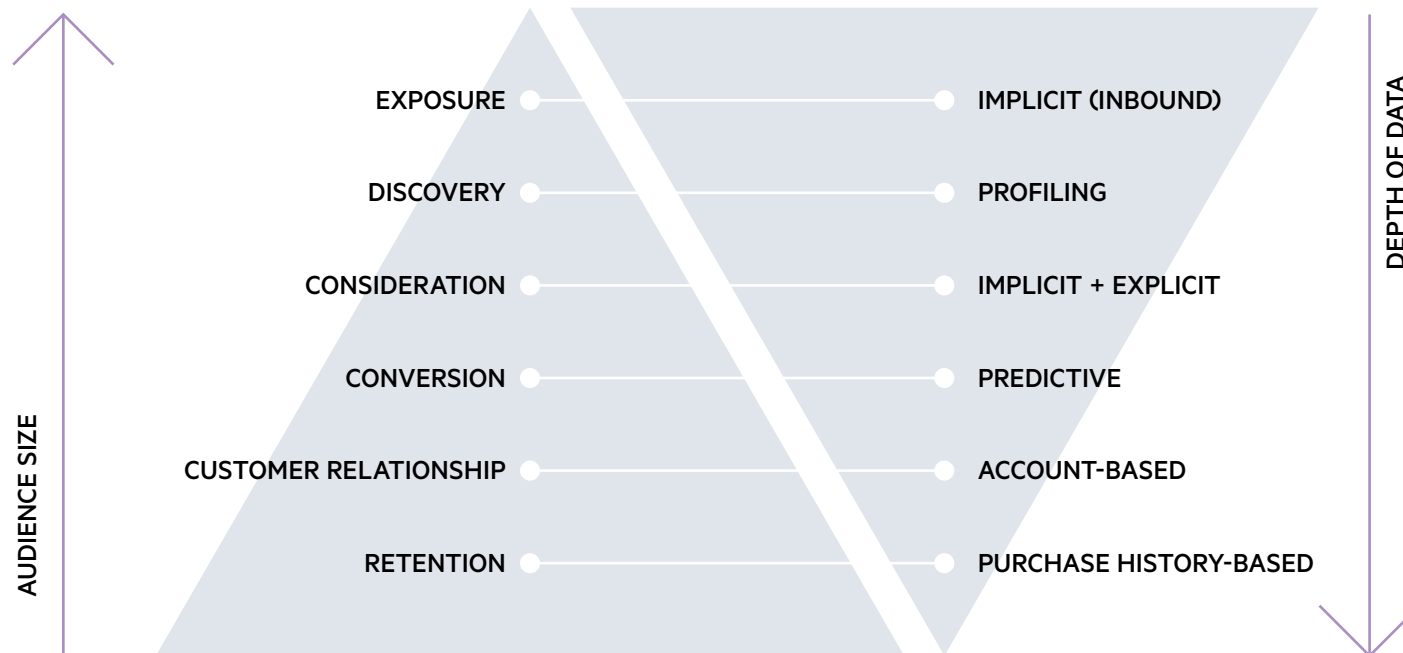 EXPOSURE IMPLICIT (INBOUND)
DISCOVERY PROFILING
CONSIDERATION IMPLICIT + EXPLICIT
CONVERSION PREDICTIVE
CUSTOMER RELATIONSHIP ACCOUNT-BASED
RETENTION PURCHASE HISTORY-BASED
AUDIENCE SIZE
DEPTH OF DATA